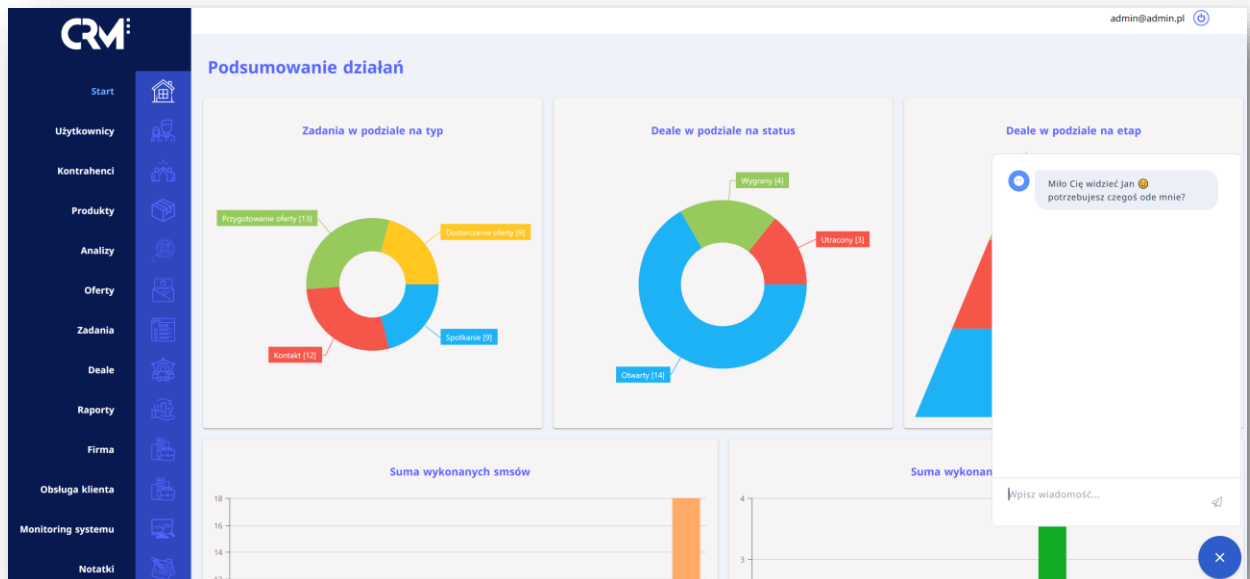 CRM
admin@admin.pl
Start
Użytkownicy
Kontrahenci
Produkty
Analizy
Oferty
Zadania
Deale
Raporty
Firma
Obsługa klienta
Monitoring systemu
Notatki
Podsumowanie działań
Zadania w podziale na typ
Przygotowanie oferty [13]
Dostarczenie oferty [9]
Spotkanie [9]
Kontakt [12]
Deale w podziale na status
Wygrany [4]
Utracony [3]
Otwarty [14]
Deale w podziale na etap
Miło Cię widzieć Jan 😊
potrzebujesz czegoś ode mnie?
Wpisz wiadomość...
Suma wykonanych smsów
18
16
14
12
Suma wykonan
4
3